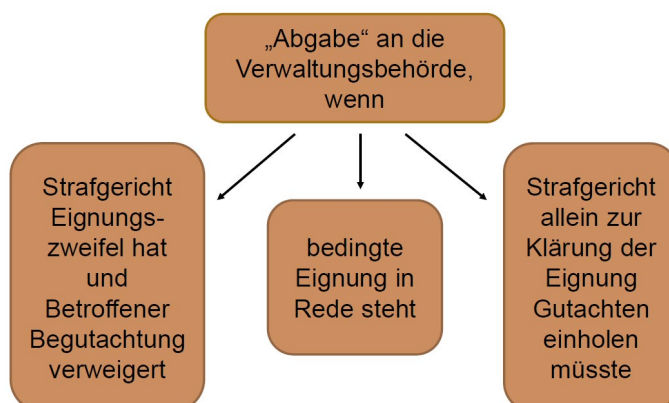 „Abgabe“ an die
Verwaltungsbehörde,
wenn
Strafgericht
Eignungs-
zweifel hat
und
Betroffener
Begutachtung
verweigert
bedingte
Eignung in
Rede steht
Strafgericht
allein zur
Klärung der
Eignung
Gutachten
einholen
müsste